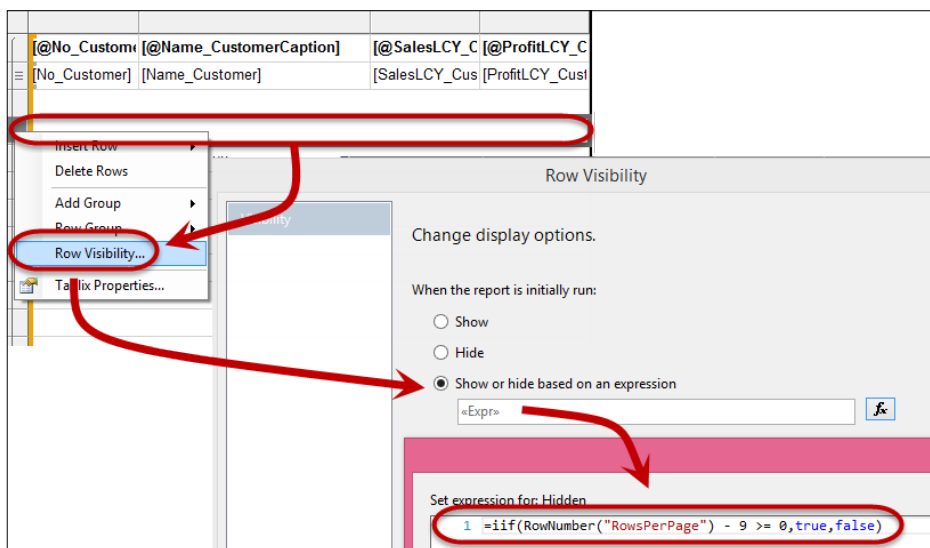 [@No_Custome [@Name_CustomerCaption] [@SalesLCY_C [@ProfitLCY_C
[No_Customer] [Name_Customer] [SalesLCY_Cus [ProfitLCY_Cust
Insert Row
Delete Rows
Add Group
Row Group
Row Visibility...
Tablix Properties...
Row Visibility
Visibility
Change display options.
When the report is initially run:
Show
Hide
Show or hide based on an expression
«Expr»
fx
Set expression for: Hidden
1 =iif(RowNumber("RowsPerPage") - 9 >= 0,true,false)